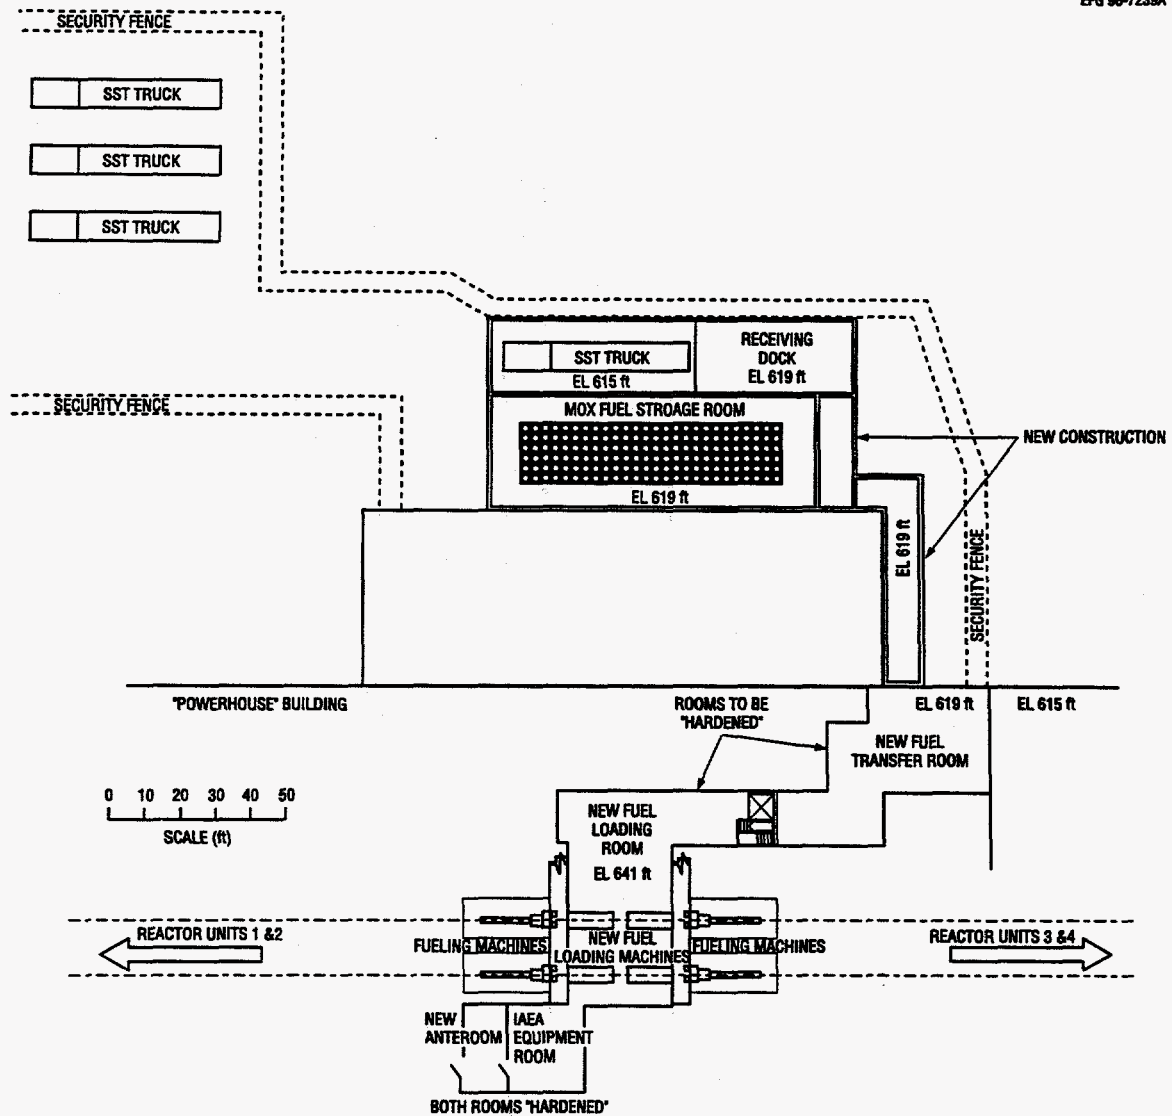 EFG 96-7239A
SECURITY FENCE
SST TRUCK
SST TRUCK
SST TRUCK
RECEIVING
DOCK
EL 619 ft
SST TRUCK
EL 615 ft
SECURITY FENCE
MOX FUEL STROAGE ROOM
EL 619 ft
NEW CONSTRUCTION
EL 619 ft
SECURITY FENCE
"POWERHOUSE" BUILDING
ROOMS TO BE
"HARDENED"
EL 619 ft
EL 615 ft
NEW FUEL
TRANSFER ROOM
0 10 20 30 40 50
SCALE (ft)
NEW FUEL
LOADING
ROOM
EL 641 ft
REACTOR UNITS 1 &2
FUELING MACHINES
NEW FUEL
LOADING MACHINES
FUELING MACHINES
REACTOR UNITS 3 &4
NEW
ANTEROOM
IAEA
EQUIPMENT
ROOM
BOTH ROOMS "HARDENED"